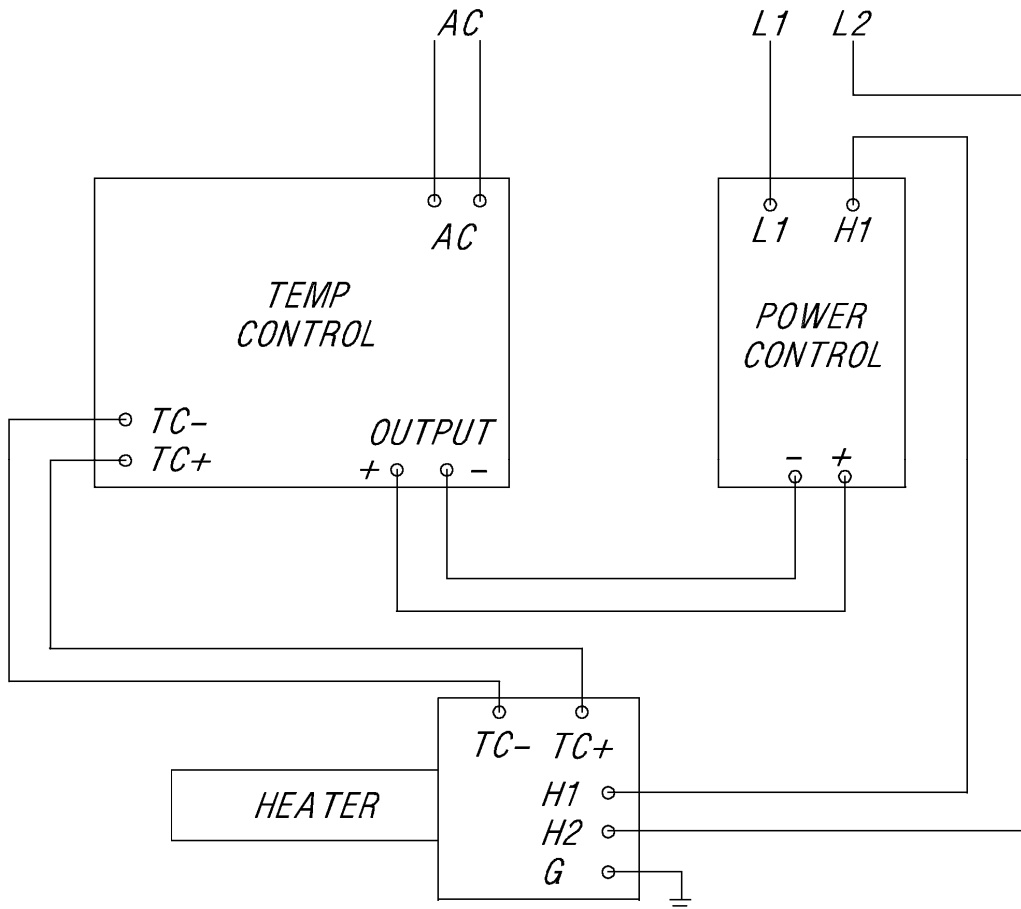 AC
L1 L2
AC
L1 H1
TEMP
CONTROL
POWER
CONTROL
TC-
TC+
OUTPUT
+ -
- +
TC- TC+
H1
HEATER
H2
G